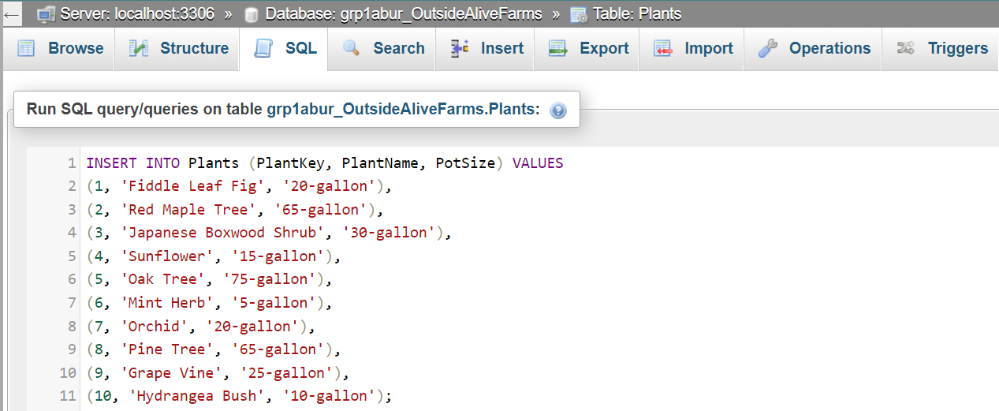 ← Server: localhost:3306 » Database: grp1abur_OutsideAliveFarms » Table: Plants
Browse Structure SQL Search Insert Export Import Operations Triggers
Run SQL query/queries on table grp1abur_OutsideAliveFarms.Plants:
1 INSERT INTO Plants (PlantKey, PlantName, PotSize) VALUES
2 (1, 'Fiddle Leaf Fig', '20-gallon'),
3 (2, 'Red Maple Tree', '65-gallon'),
4 (3, 'Japanese Boxwood Shrub', '30-gallon'),
5 (4, 'Sunflower', '15-gallon'),
6 (5, 'Oak Tree', '75-gallon'),
7 (6, 'Mint Herb', '5-gallon'),
8 (7, 'Orchid', '20-gallon'),
9 (8, 'Pine Tree', '65-gallon'),
10 (9, 'Grape Vine', '25-gallon'),
11 (10, 'Hydrangea Bush', '10-gallon');